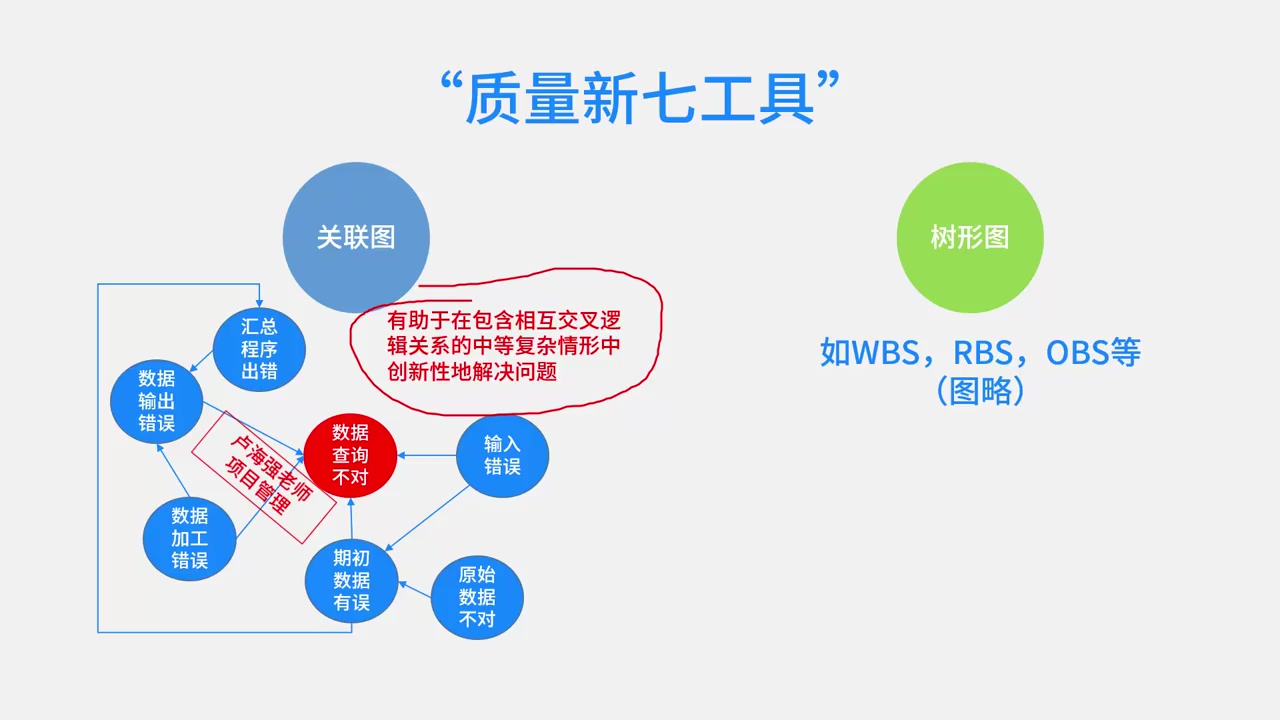 “质量新七工具”
关联图
树形图
有助于在包含相互交叉逻
辑关系的中等复杂情形中
创新性地解决问题
如WBS，RBS，OBS等
（图略）
汇总
程序
出错
数据
输出
错误
数据
查询
不对
输入
错误
卢海强老师
项目管理
数据
加工
错误
期初
数据
有误
原始
数据
不对